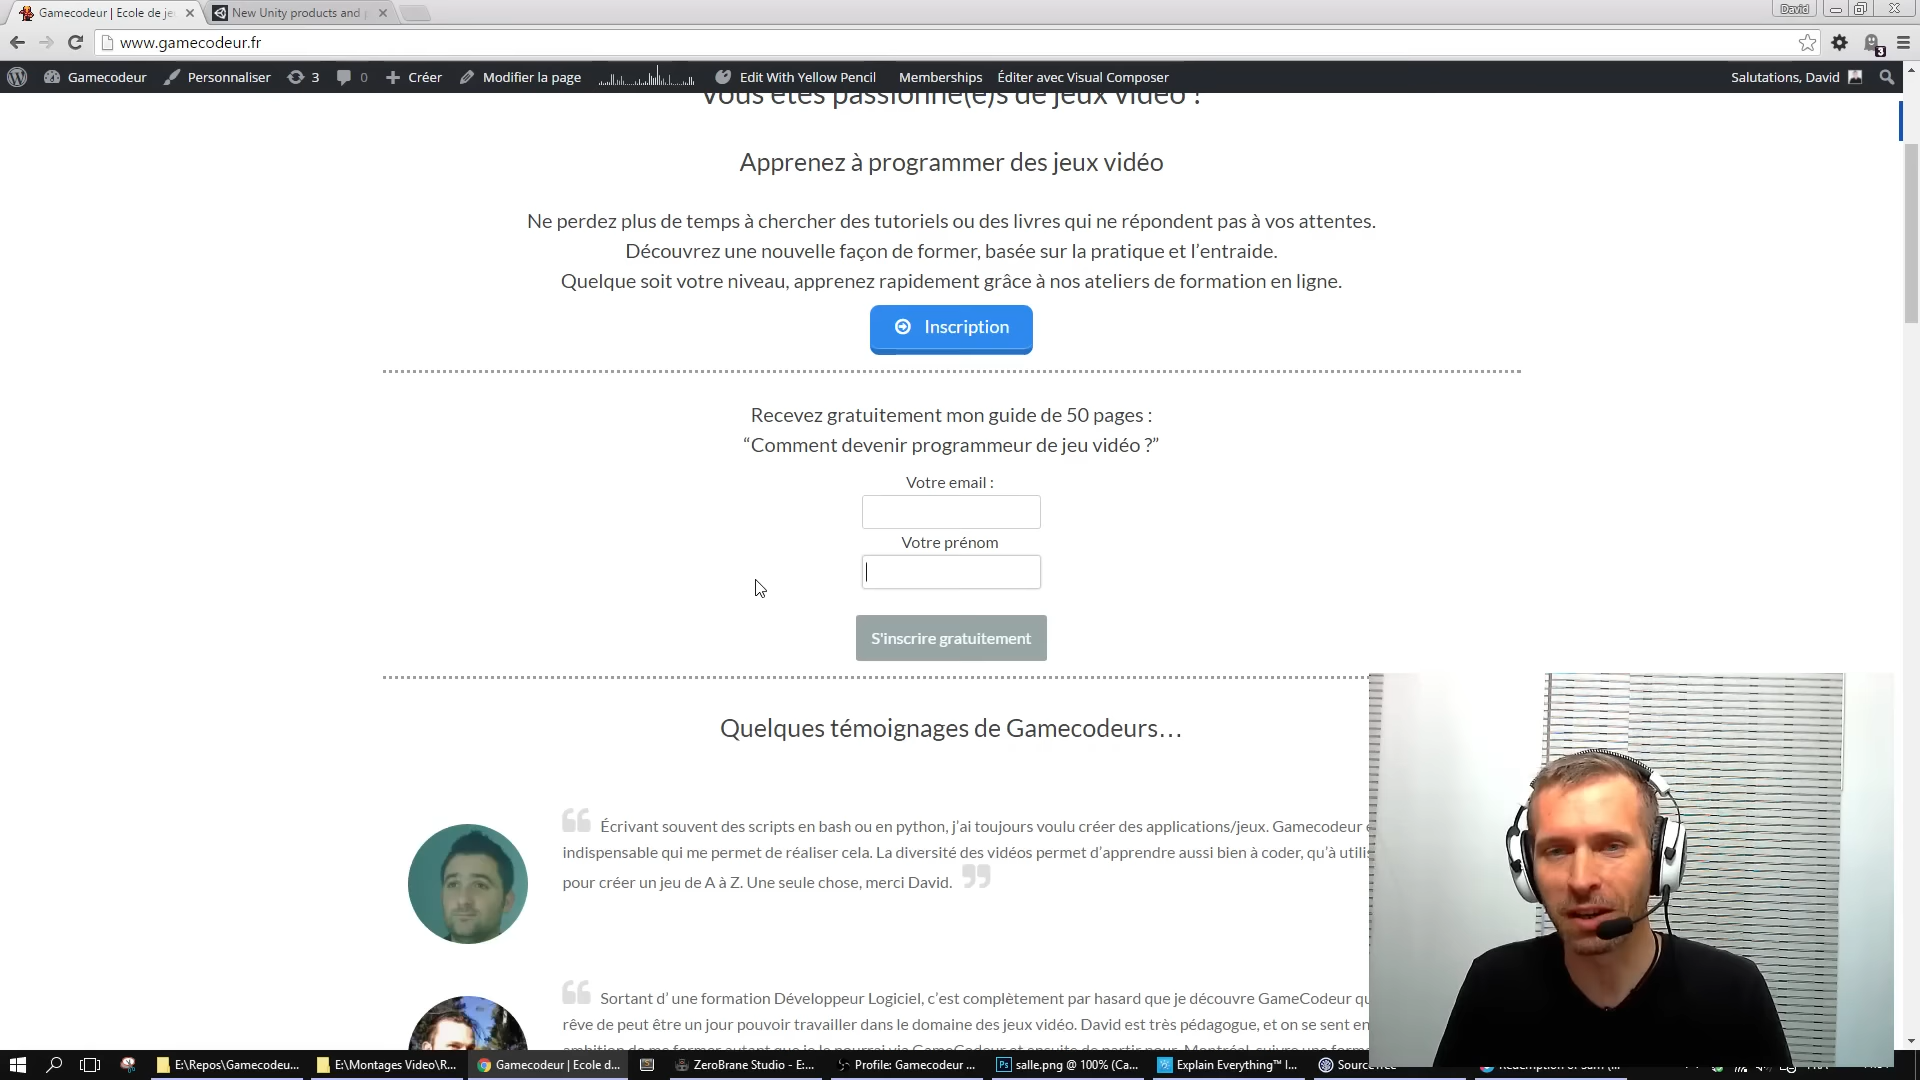 Gamecodeur | Ecole de je
New Unity products and p
David
www.gamecodeur.fr
3
Gamecodeur
Personnaliser
3
0
Créer
Modifier la page
Edit With Yellow Pencil
Memberships
Éditer avec Visual Composer
Salutations, David
Vous êtes passionné(e)s de jeux vidéo !
Apprenez à programmer des jeux vidéo
Ne perdez plus de temps à chercher des tutoriels ou des livres qui ne répondent pas à vos attentes.
Découvrez une nouvelle façon de former, basée sur la pratique et l’entraide.
Quelque soit votre niveau, apprenez rapidement grâce à nos ateliers de formation en ligne.
Inscription
Recevez gratuitement mon guide de 50 pages :
“Comment devenir programmeur de jeu vidéo ?”
Votre email :
Votre prénom
S'inscrire gratuitement
Quelques témoignages de Gamecodeurs…
Écrivant souvent des scripts en bash ou en python, j’ai toujours voulu créer des applications/jeux. Gamecodeur
indispensable qui me permet de réaliser cela. La diversité des vidéos permet d’apprendre aussi bien à coder, qu’à utilis
pour créer un jeu de A à Z. Une seule chose, merci David.
Sortant d’ une formation Développeur Logiciel, c’est complètement par hasard que je découvre GameCodeur qu
rêve de peut être un jour pouvoir travailler dans le domaine des jeux vidéo. David est très pédagogue, et on se sent en
E:\Repos\Gamecodeu...
E:\Montages Video\R...
Gamecodeur | Ecole d...
ZeroBrane Studio - E:...
Profile: Gamecodeur ...
salle.png @ 100% (Ca...
Explain Everything™ I...
SourceTree